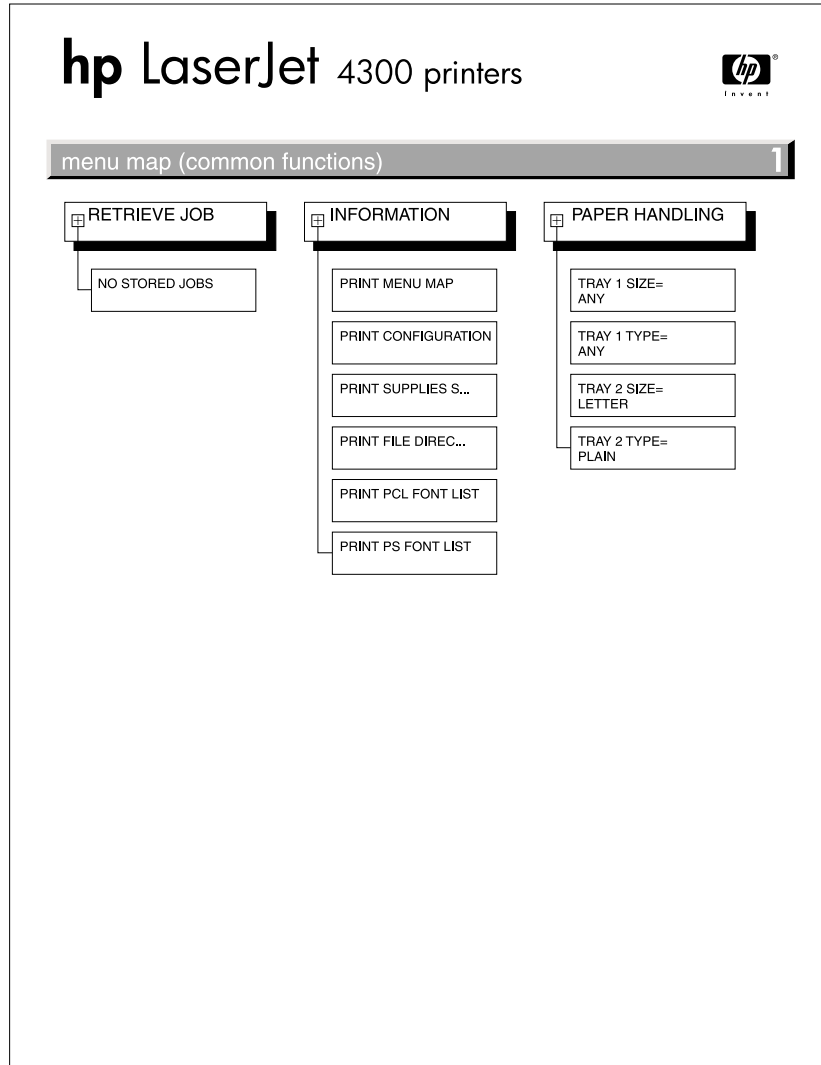 hp LaserJet 4300 printers
hp®
invent
menu map (common functions) 1
RETRIEVE JOB
NO STORED JOBS
INFORMATION
PRINT MENU MAP
PRINT CONFIGURATION
PRINT SUPPLIES S...
PRINT FILE DIREC...
PRINT PCL FONT LIST
PRINT PS FONT LIST
PAPER HANDLING
TRAY 1 SIZE=
ANY
TRAY 1 TYPE=
ANY
TRAY 2 SIZE=
LETTER
TRAY 2 TYPE=
PLAIN